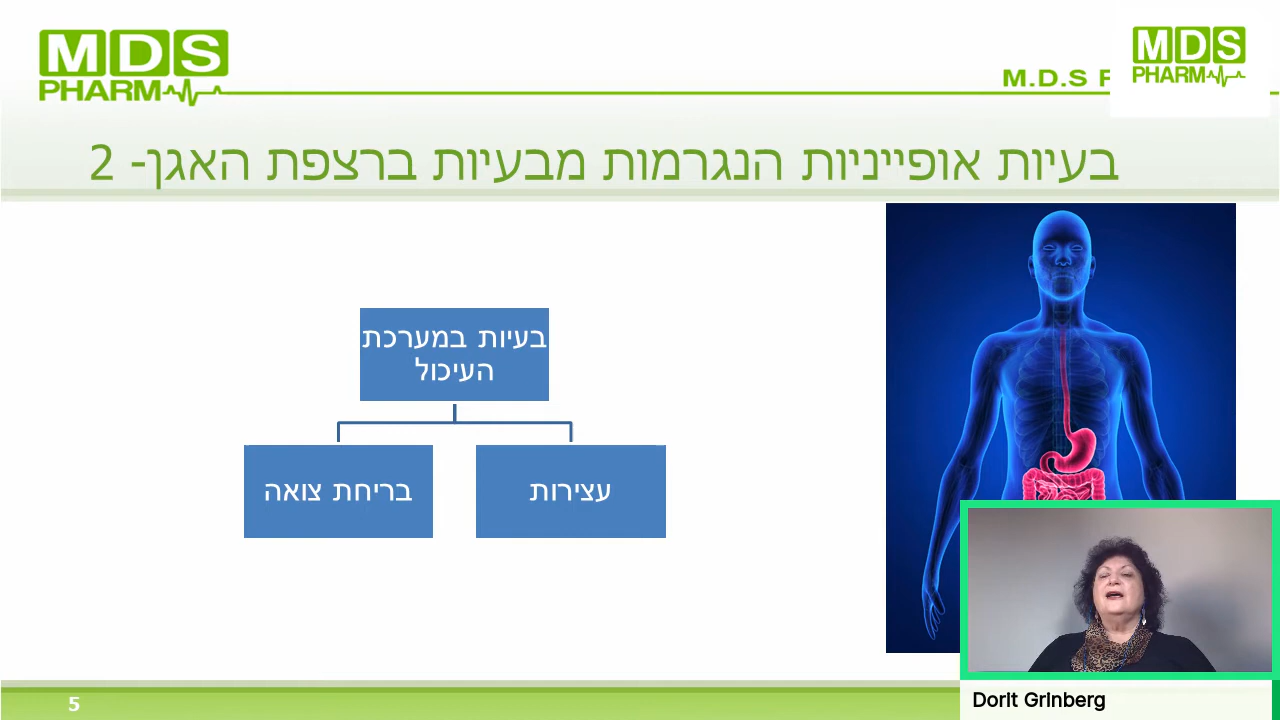 MDS
PHARM
M.D.S P
MDS
PHARM
בעיות אופייניות הנגרמות מבעיות ברצפת האגן- 2
בעיות במערכת
העיכול
עצירות
בריחת צואה
5
Dorit Grinberg